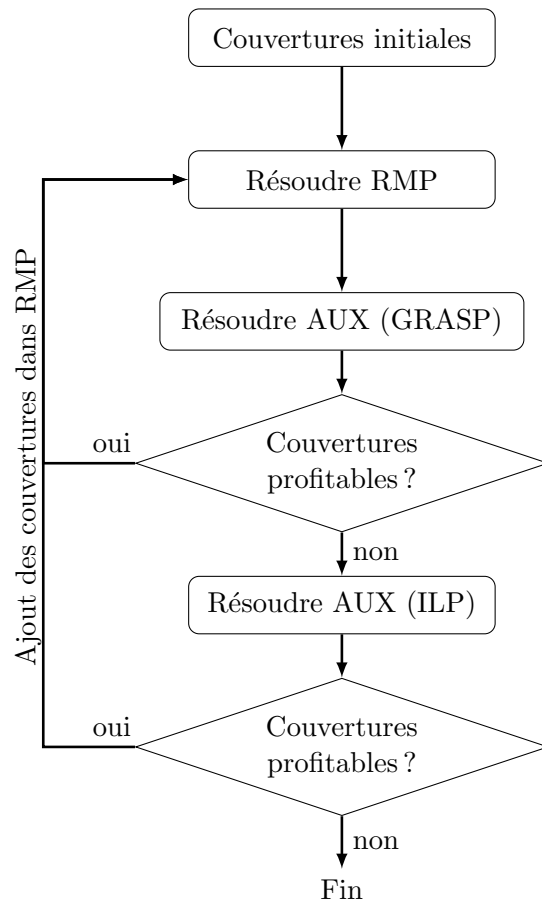 Couvertures initiales
Résoudre RMP
Résoudre AUX (GRASP)
Couvertures
profitables ?
oui
non
Résoudre AUX (ILP)
Couvertures
profitables ?
oui
non
Fin
Ajout des couvertures dans RMP